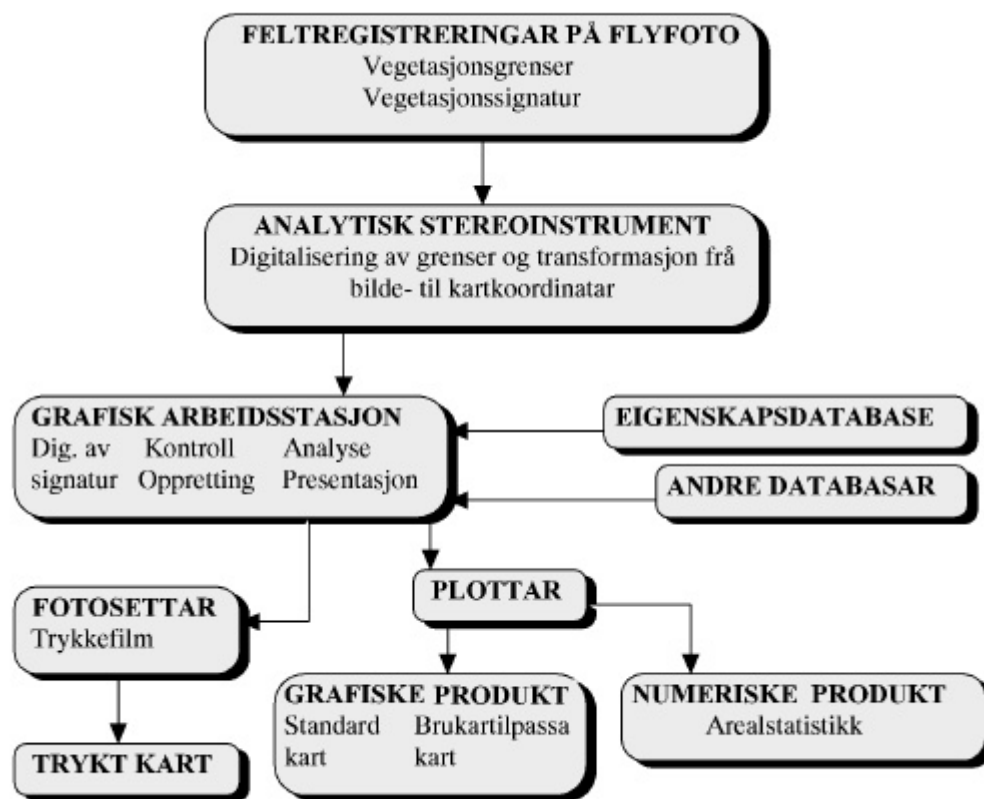 FELTREGISTRERINGAR PÅ FLYFOTO
Vegetasjonsgrenser
Vegetasjonssignatur
ANALYTISK STEREOINSTRUMENT
Digitalisering av grenser og transformasjon frå
bilde- til kartkoordinatar
GRAFISK ARBEIDSSTASJON
Dig. av Kontroll Analyse
signatur Oppretting Presentasjon
EIGENSKAPSDATABASE
ANDRE DATABASAR
PLOTTAR
FOTOSETTAR
Trykkefilm
GRAFISKE PRODUKT
Standard Brukartilpassa
kart kart
NUMERISKE PRODUKT
Arealstatistikk
TRYKT KART